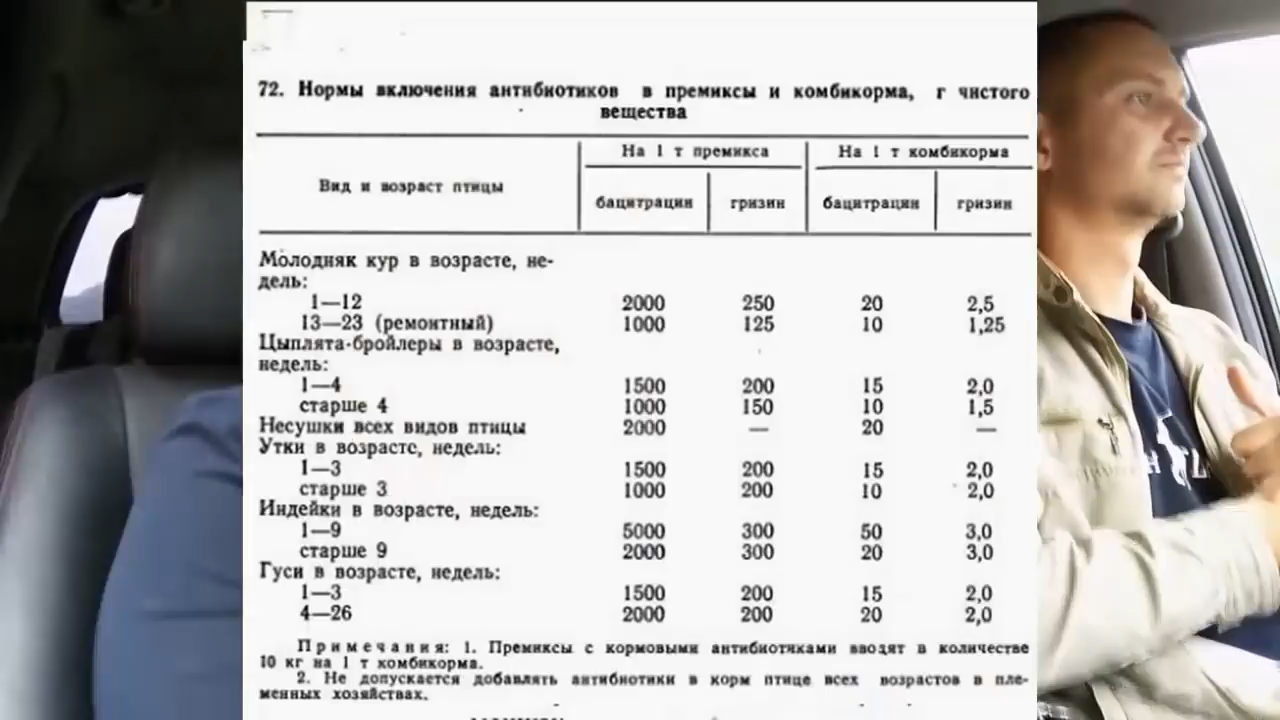 72. Нормы включения антибиотиков в премиксы и комбикорма, г чистого
вещества
Вид и возраст птицы
На 1 т премикса
На 1 т комбикорма
бацитрацин
гризин
бацитрацин
гризин
Молодняк кур в возрасте, не-
дель:
1—12 2000 250 20 2,5
13—23 (ремонтный) 1000 125 10 1,25
Цыплята-бройлеры в возрасте,
недель:
1—4 1500 200 15 2,0
старше 4 1000 150 10 1,5
Несушки всех видов птицы 2000 — 20 —
Утки в возрасте, недель:
1—3 1500 200 15 2,0
старше 3 1000 200 10 2,0
Индейки в возрасте, недель:
1—9 5000 300 50 3,0
старше 9 2000 300 20 3,0
Гуси в возрасте, недель:
1—3 1500 200 15 2,0
4—26 2000 200 20 2,0
Примечания: 1. Премиксы с кормовыми антибиотиками вводят в количестве
10 кг на 1 т комбикорма.
2. Не допускается добавлять антибиотики в корм птице всех возрастов в пле-
менных хозяйствах.